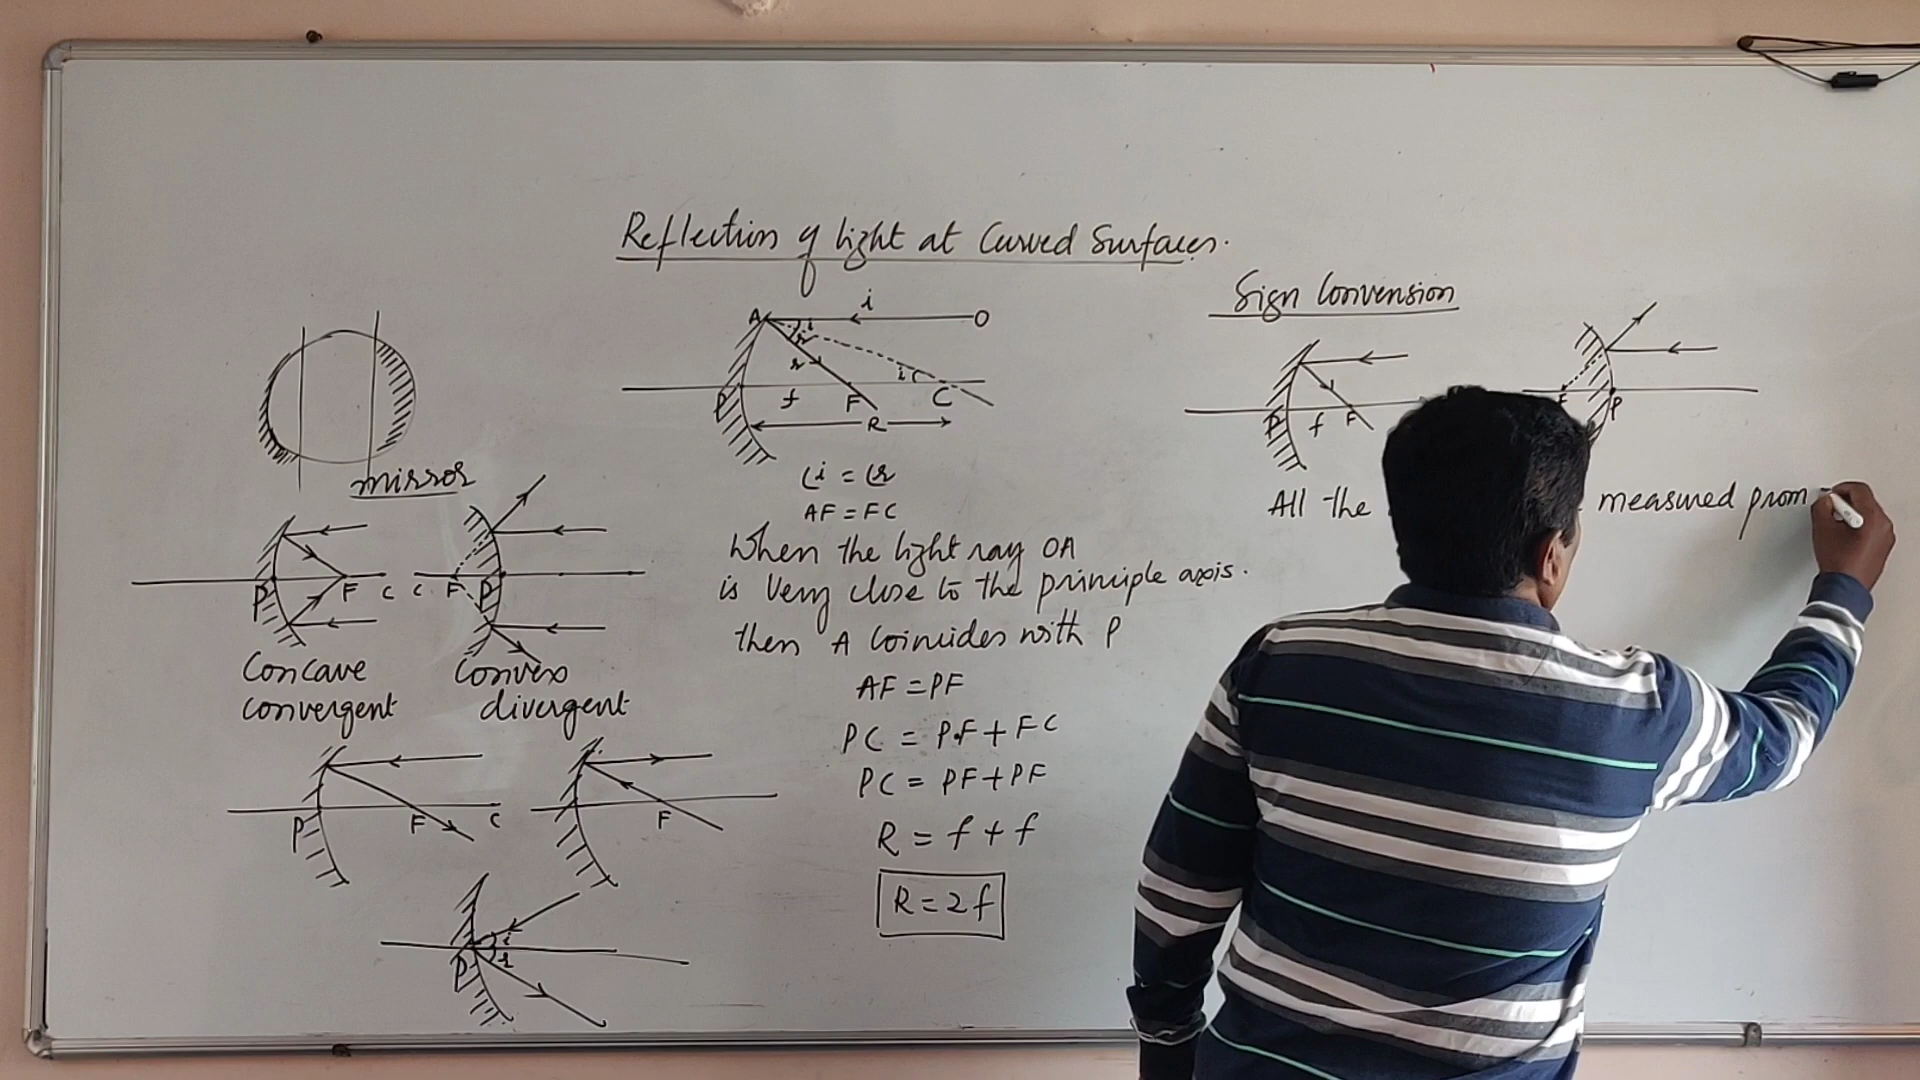 Reflection of light at Curved Surfaces.
mirror
P F C
C F P
Concave
convergent
Convex
divergent
P F C
F
i
P r
i
A i O
r
r i
P f F C
R
∠i = ∠r
AF = FC
When the light ray OA
is Very close to the principle axis.
then A Coincides with P
AF = PF
PC = PF + FC
PC = PF + PF
R = f + f
R = 2f
Sign Convension
P f F
F P
All the measured from